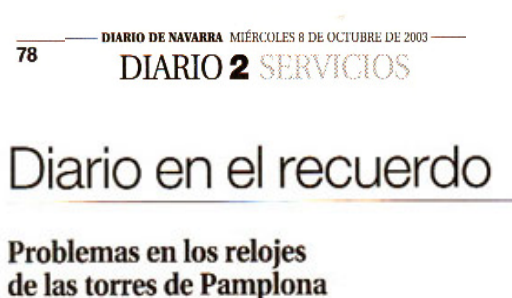 DIARIO DE NAVARRA MIÉRCOLES 8 DE OCTUBRE DE 2003
78
DIARIO 2 SERVICIOS
Diario en el recuerdo
Problemas en los relojes
de las torres de Pamplona